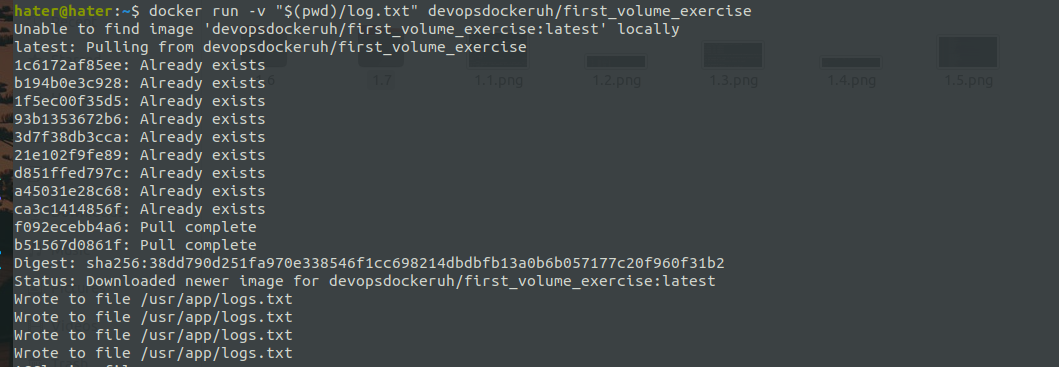 hater@hater:~$ docker run -v "$(pwd)/log.txt" devopsdockeruh/first_volume_exercise
Unable to find image 'devopsdockeruh/first_volume_exercise:latest' locally
latest: Pulling from devopsdockeruh/first_volume_exercise
1c6172af85ee: Already exists
b194b0e3c928: Already exists
1f5ec00f35d5: Already exists
93b1353672b6: Already exists
3d7f38db3cca: Already exists
21e102f9fe89: Already exists
d851ffed797c: Already exists
a45031e28c68: Already exists
ca3c1414856f: Already exists
f092ecebb4a6: Pull complete
b51567d0861f: Pull complete
Digest: sha256:38dd790d251fa970e338546f1cc698214dbdbfb13a0b6b057177c20f960f31b2
Status: Downloaded newer image for devopsdockeruh/first_volume_exercise:latest
Wrote to file /usr/app/logs.txt
Wrote to file /usr/app/logs.txt
Wrote to file /usr/app/logs.txt
Wrote to file /usr/app/logs.txt
1.7 1.1.png 1.2.png 1.3.png 1.4.png 1.5.png